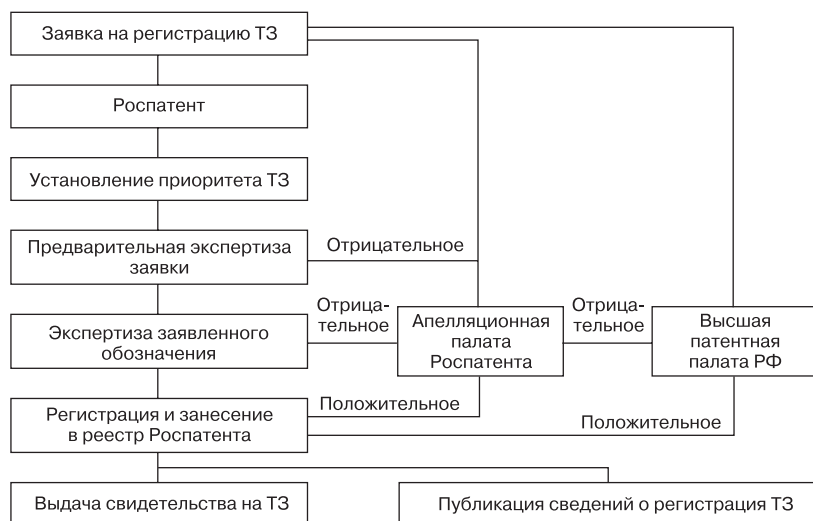 Заявка на регистрацию ТЗ
Роспатент
Установление приоритета ТЗ
Предварительная экспертиза
заявки
Отрицательное
Экспертиза заявленного
обозначения
Отрица-
тельное
Апелляционная
палата
Роспатента
Отрица-
тельное
Высшая
патентная
палата РФ
Регистрация и занесение
в реестр Роспатента
Положительное
Положительное
Выдача свидетельства на ТЗ
Публикация сведений о регистрация ТЗ